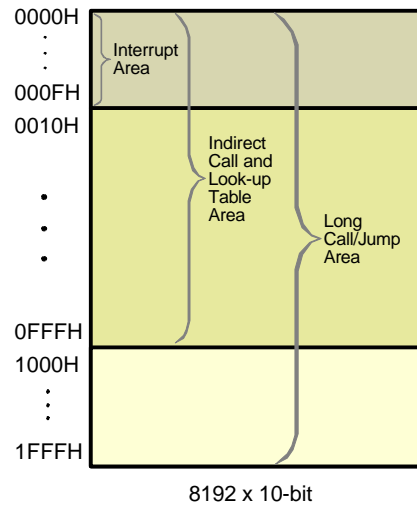 0000H
Interrupt
Area
000FH
0010H
Indirect
Call and
Look-up
Table
Area
Long
Call/Jump
Area
0FFFH
1000H
1FFFH
8192 x 10-bit